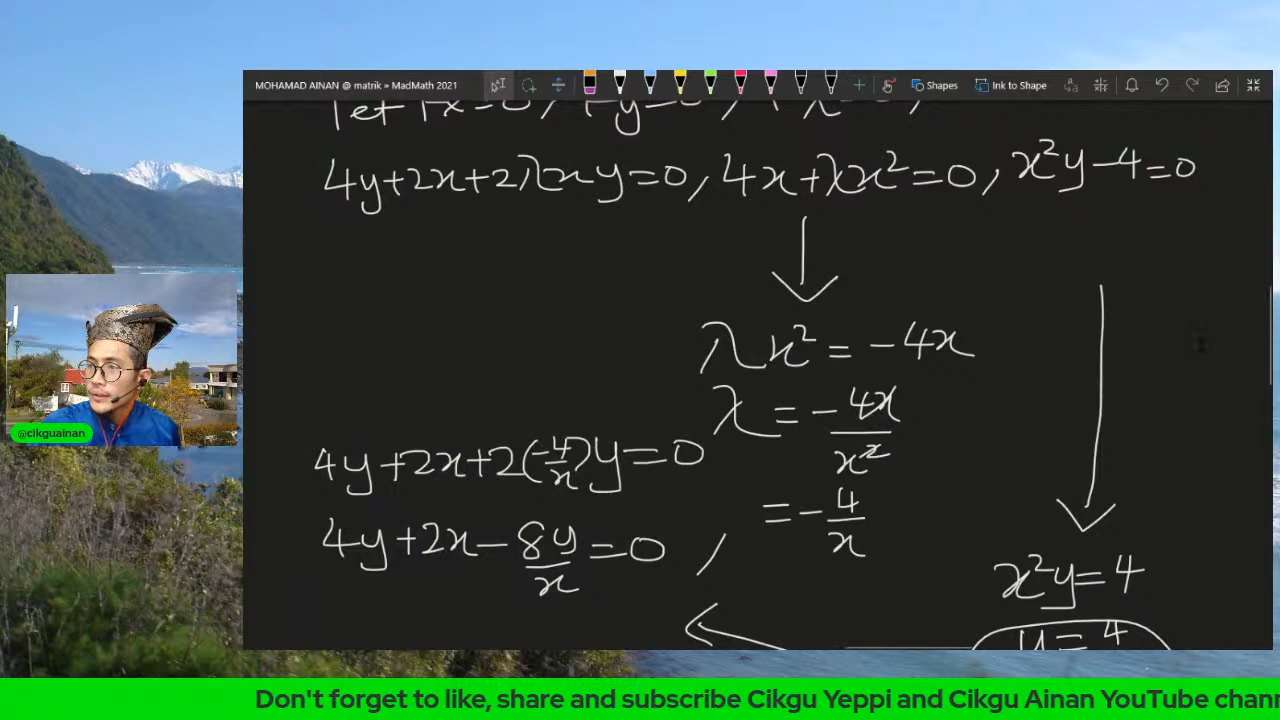 MOHAMAD AINAN @ matrik » MadMath 2021
Shapes
Ink to Shape
let
4y+2x+2λxy=0, 4x+λx²=0, x²y-4=0
λx² = -4x
λ = -4x/x²
4y+2x+2(-4/x)y=0
= -4/x
4y+2x-8y/x=0 ,
x²y=4
y = 4
@cikguainan
Don't forget to like, share and subscribe Cikgu Yeppi and Cikgu Ainan YouTube